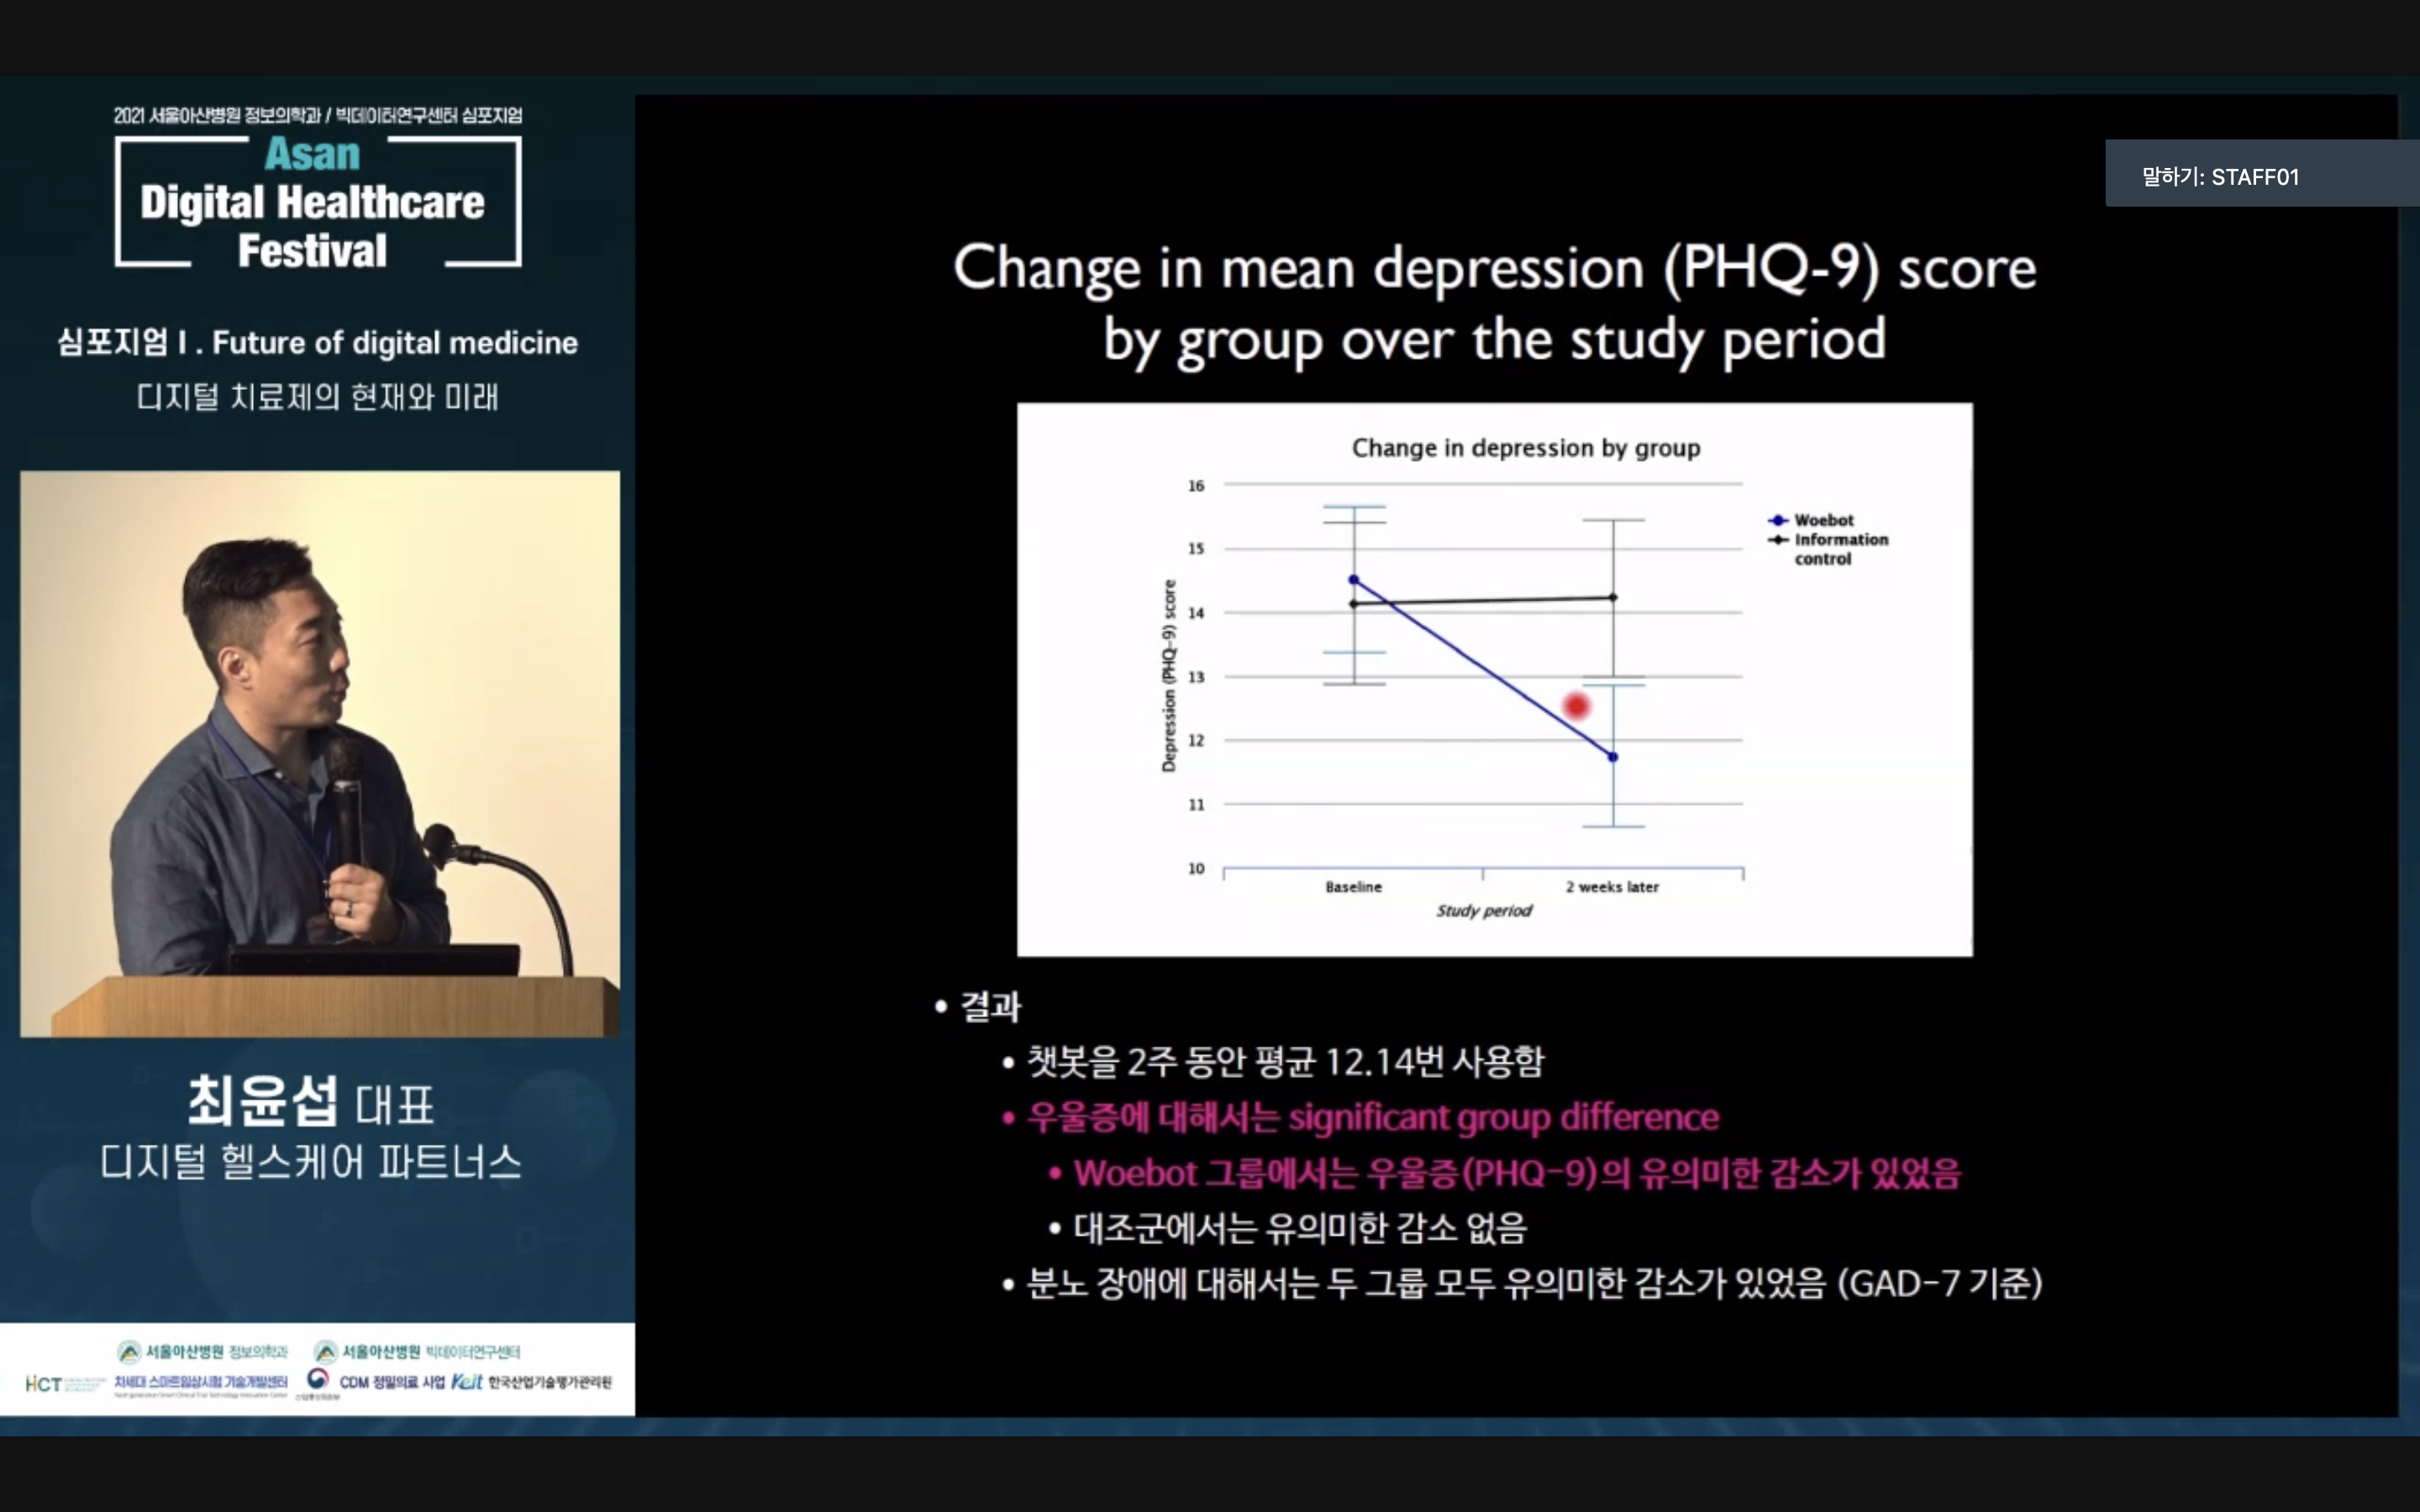 2021 서울아산병원 정보의학과 / 빅데이터연구센터 심포지엄
Asan
Digital Healthcare
Festival
심포지엄 I . Future of digital medicine
디지털 치료제의 현재와 미래
최윤섭 대표
디지털 헬스케어 파트너스
서울아산병원 정보의학과
서울아산병원 빅데이터연구센터
HCT
차세대 스마트임상시험 기술개발센터
CDM 정밀의료 사업
Keit 한국산업기술평가관리원
말하기: STAFF01
Change in mean depression (PHQ-9) score
by group over the study period
Change in depression by group
Depression (PHQ-9) score
16
15
14
13
12
11
10
Baseline
2 weeks later
Study period
Woebot
Information
control
• 결과
• 챗봇을 2주 동안 평균 12.14번 사용함
• 우울증에 대해서는 significant group difference
• Woebot 그룹에서는 우울증(PHQ-9)의 유의미한 감소가 있었음
• 대조군에서는 유의미한 감소 없음
• 분노 장애에 대해서는 두 그룹 모두 유의미한 감소가 있었음 (GAD-7 기준)